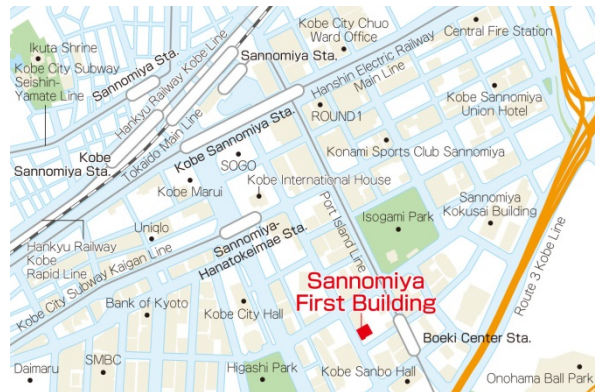 Ikuta Shrine
Kobe City Subway
Seishin-
Yamate Line
Sannomiya Sta.
Hankyu Railway Kobe Line
Sannomiya Sta.
Kobe City Chuo
Ward Office
Central Fire Station
Hanshin Electric Railway
Main Line
Kobe
Sannomiya Sta.
Tokaido Main Line
Kobe Sannomiya Sta.
ROUND1
Kobe Sannomiya
Union Hotel
SOGO
Konami Sports Club Sannomiya
Kobe Marui
Kobe International House
Uniqlo
Port Island Line
Isogami Park
Sannomiya
Kokusai Building
Hankyu Railway
Kobe
Rapid Line
Sannomiya-
Hanatokeimae Sta.
Kobe City Subway Kaigan Line
Route 3 Kobe Line
Sannomiya
First Building
Bank of Kyoto
Kobe City Hall
Boeki Center Sta.
Daimaru
SMBC
Higashi Park
Kobe Sanbo Hall
Onohama Ball Park